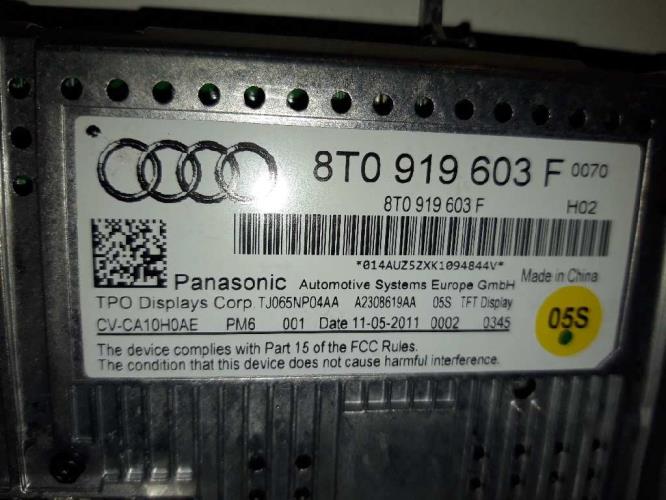 8T0 919 603 F 0070
8T0 919 603 F H02
*014AUZ5ZXK1094844V*
Panasonic Automotive Systems Europe GmbH Made in China
TPO Displays Corp. TJ065NP04AA A2308619AA 05S TFT Display
CV-CA10H0AE PM6 001 Date 11-05-2011 0002 0345
05S
The device complies with Part 15 of the FCC Rules.
The condition that this device does not cause harmful interference.